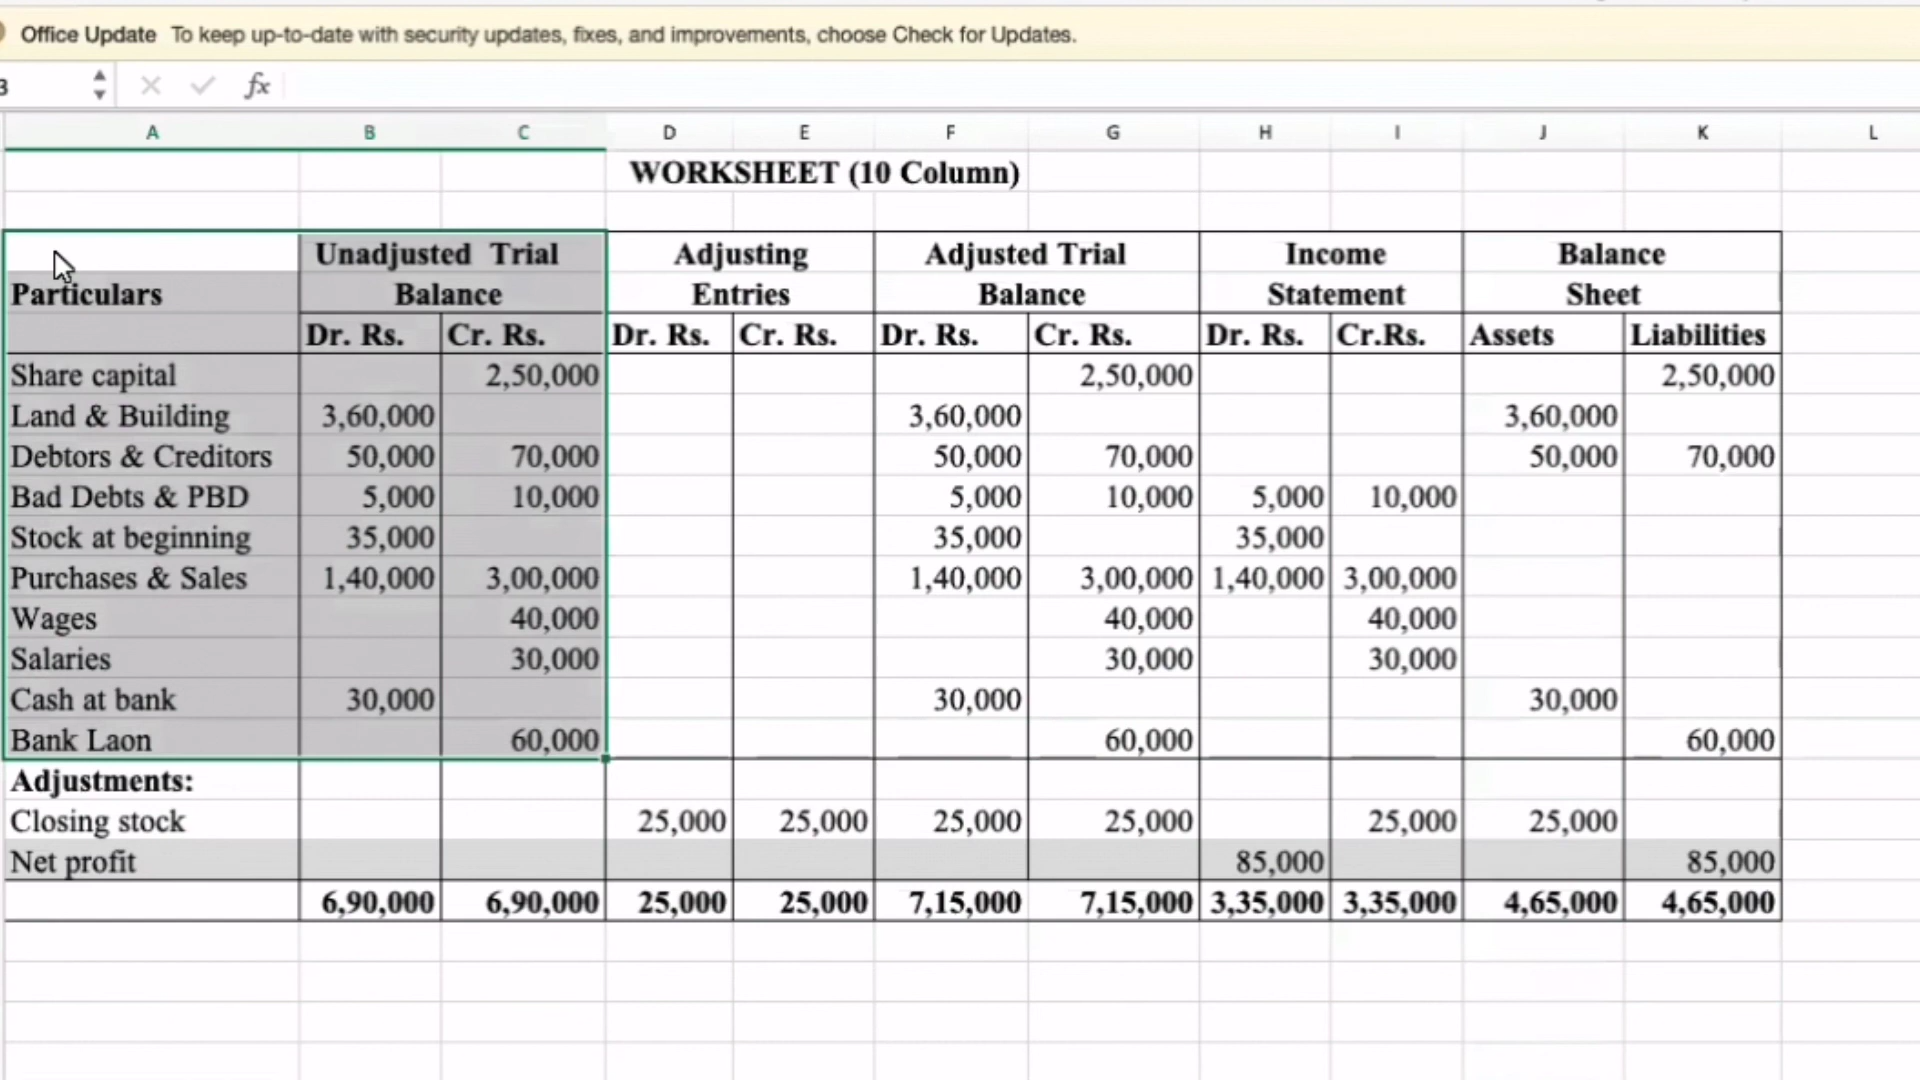 Office Update To keep up-to-date with security updates, fixes, and improvements, choose Check for Updates.
3 fx
A B C D E F G H I J K L
WORKSHEET (10 Column)
Unadjusted Trial Adjusting Adjusted Trial Income Balance
Particulars Balance Entries Balance Statement Sheet
Dr. Rs. Cr. Rs. Dr. Rs. Cr. Rs. Dr. Rs. Cr. Rs. Dr. Rs. Cr.Rs. Assets Liabilities
Share capital 2,50,000 2,50,000 2,50,000
Land & Building 3,60,000 3,60,000 3,60,000
Debtors & Creditors 50,000 70,000 50,000 70,000 50,000 70,000
Bad Debts & PBD 5,000 10,000 5,000 10,000 5,000 10,000
Stock at beginning 35,000 35,000 35,000
Purchases & Sales 1,40,000 3,00,000 1,40,000 3,00,000 1,40,000 3,00,000
Wages 40,000 40,000 40,000
Salaries 30,000 30,000 30,000
Cash at bank 30,000 30,000 30,000
Bank Laon 60,000 60,000 60,000
Adjustments:
Closing stock 25,000 25,000 25,000 25,000 25,000 25,000
Net profit 85,000 85,000
6,90,000 6,90,000 25,000 25,000 7,15,000 7,15,000 3,35,000 3,35,000 4,65,000 4,65,000